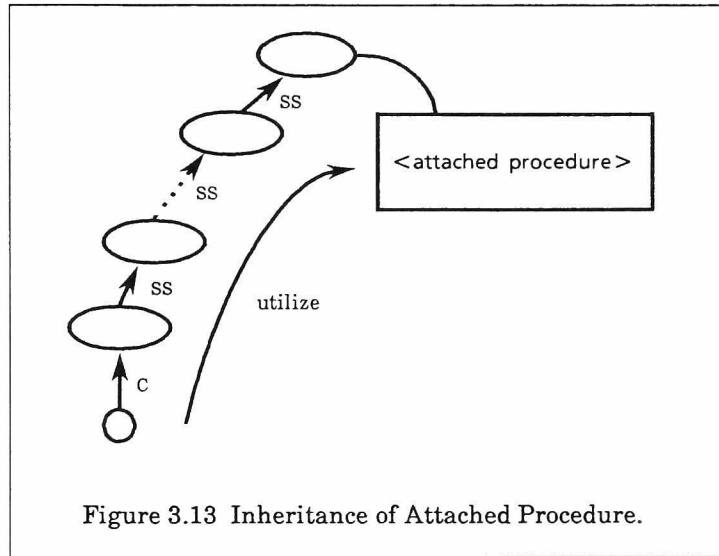 SS
<attached procedure>
SS
SS
utilize
C
Figure 3.13 Inheritance of Attached Procedure.